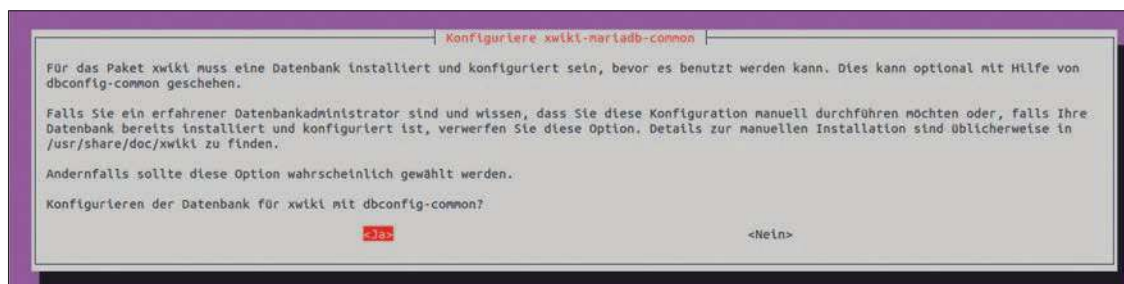 Konfiguriere xwiki-mariadb-common
Für das Paket xwiki muss eine Datenbank installiert und konfiguriert sein, bevor es benutzt werden kann. Dies kann optional mit Hilfe von
dbconfig-common geschehen.
Falls Sie ein erfahrener Datenbankadministrator sind und wissen, dass Sie diese Konfiguration manuell durchführen möchten oder, falls Ihre
Datenbank bereits installiert und konfiguriert ist, verwerfen Sie diese Option. Details zur manuellen Installation sind üblicherweise in
/usr/share/doc/xwiki zu finden.
Andernfalls sollte diese Option wahrscheinlich gewählt werden.
Konfigurieren der Datenbank für xwiki mit dbconfig-common?
<Ja> <Nein>